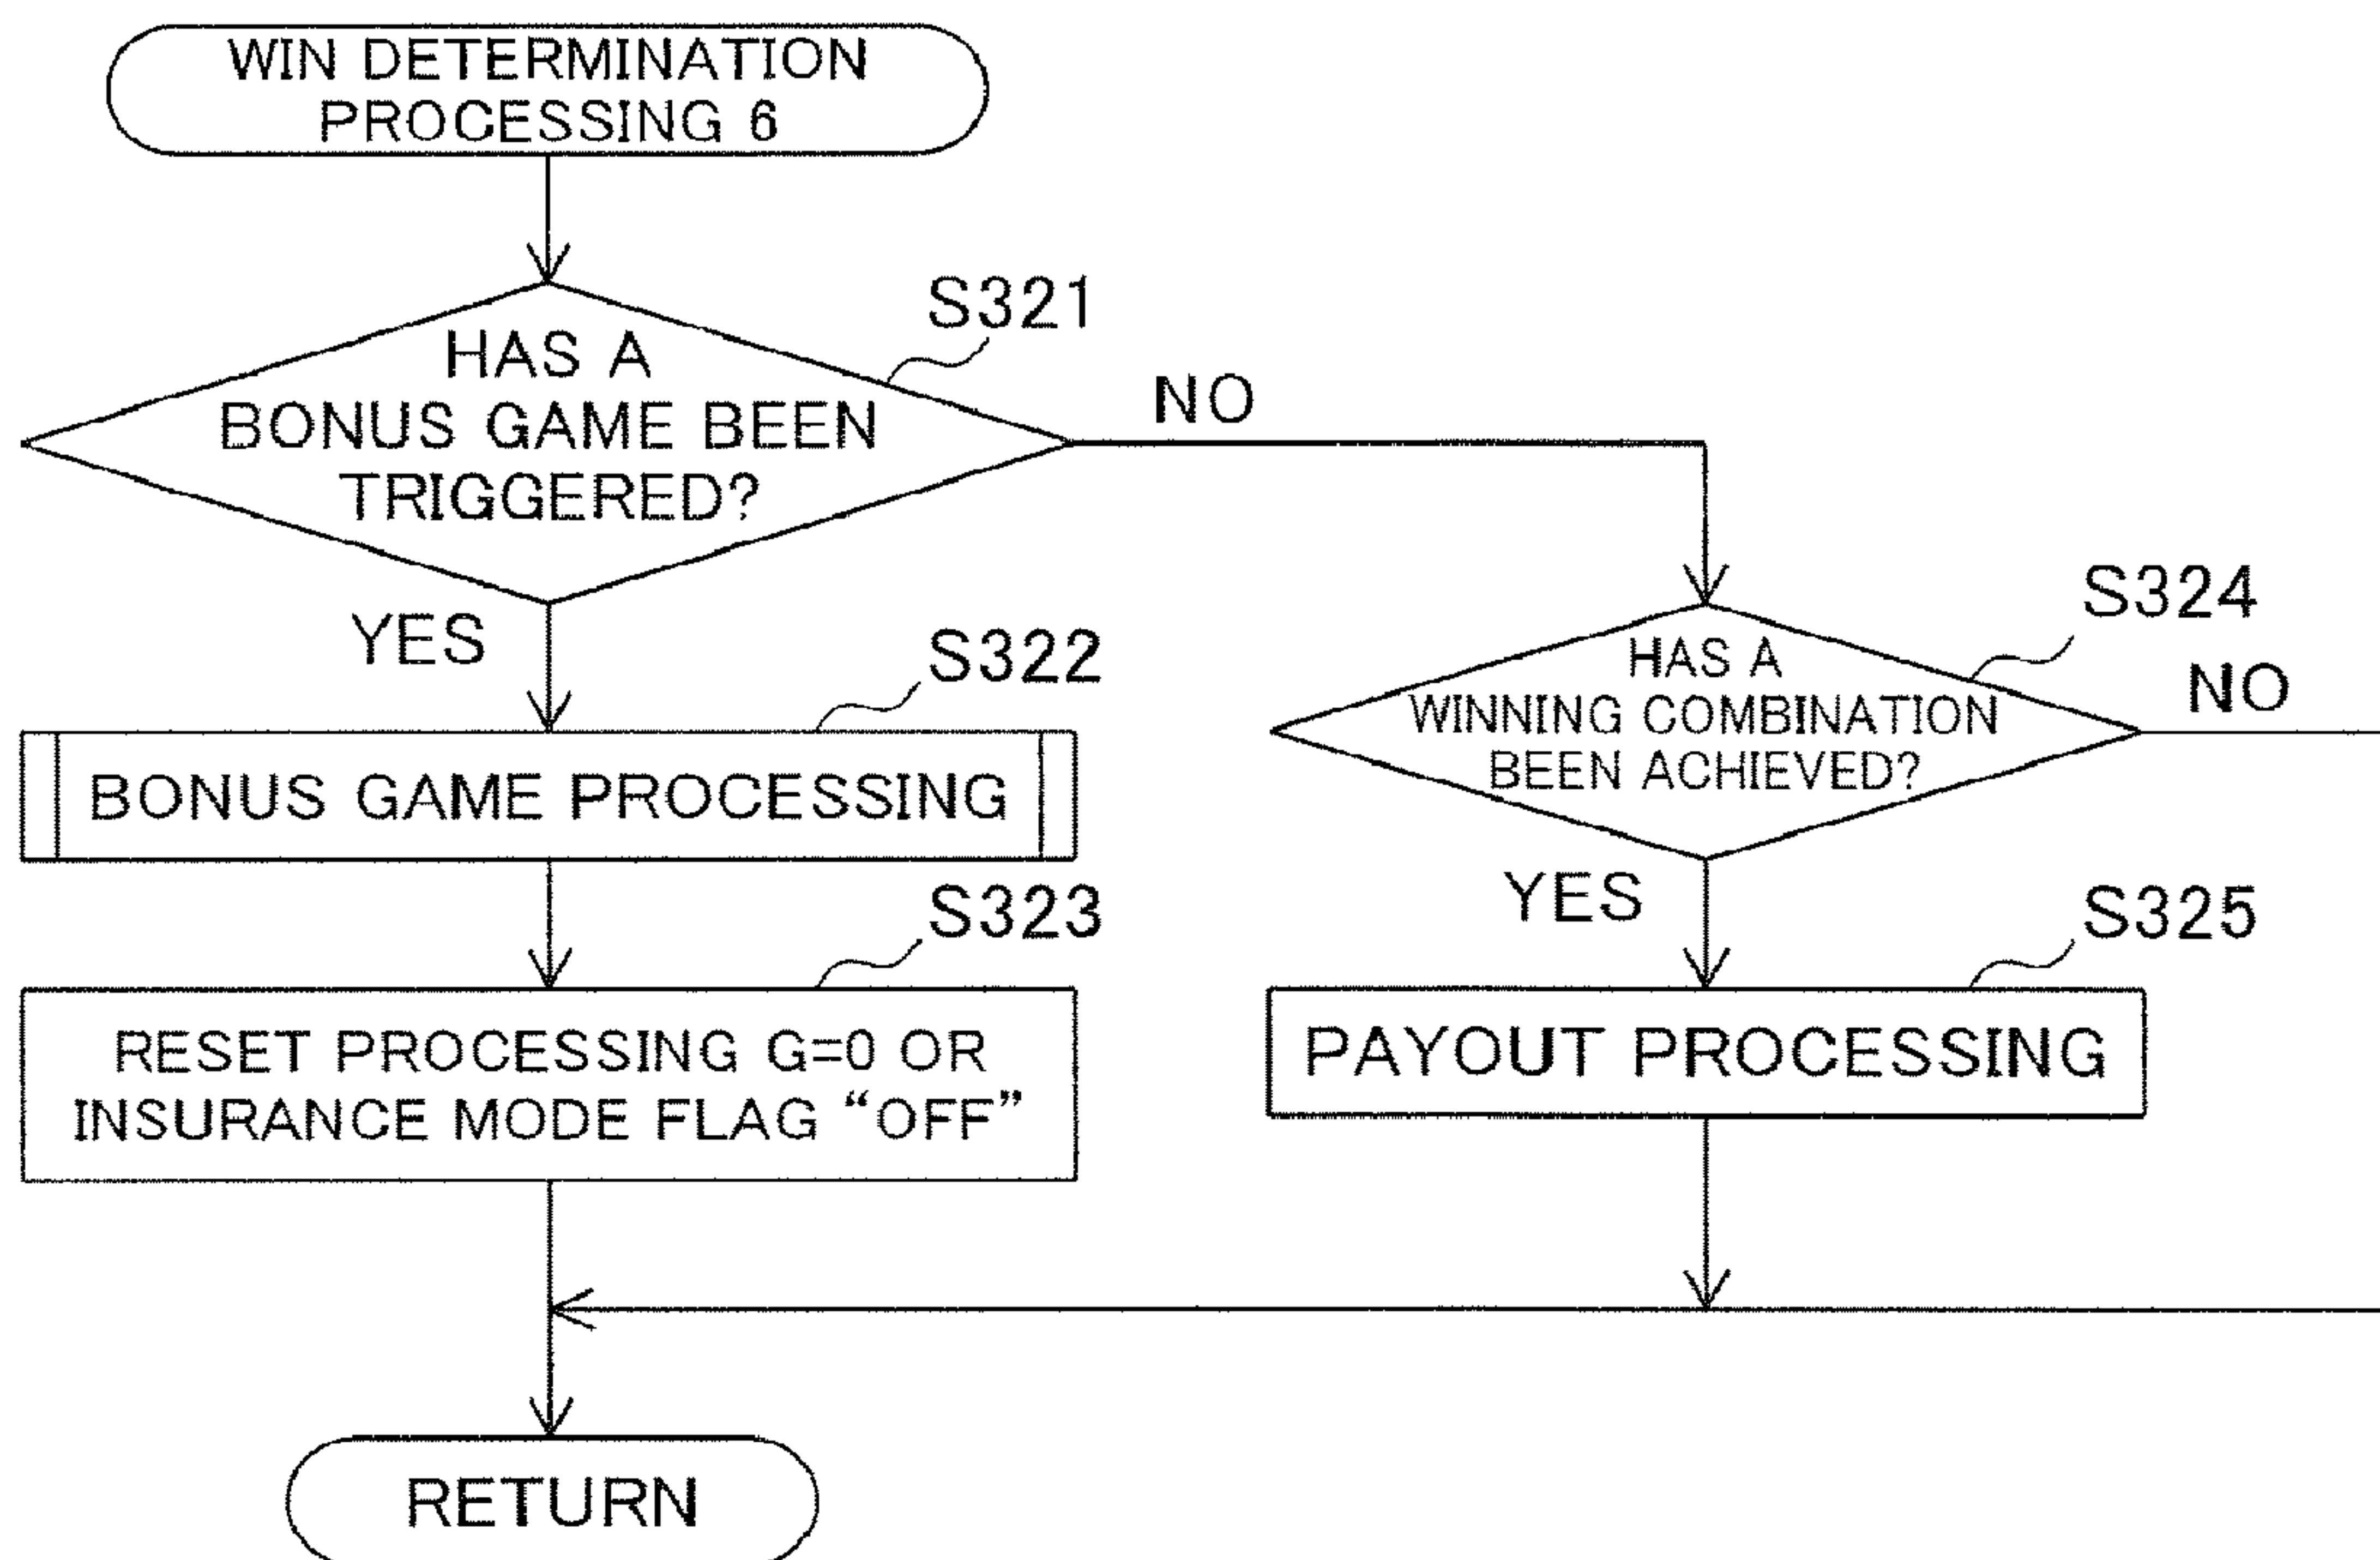 WIN DETERMINATION
PROCESSING 6
S321
HAS A
BONUS GAME BEEN
TRIGGERED?
NO
YES
S322
BONUS GAME PROCESSING
S323
RESET PROCESSING G=0 OR
INSURANCE MODE FLAG “OFF”
S324
HAS A
WINNING COMBINATION
BEEN ACHIEVED?
NO
YES
S325
PAYOUT PROCESSING
RETURN